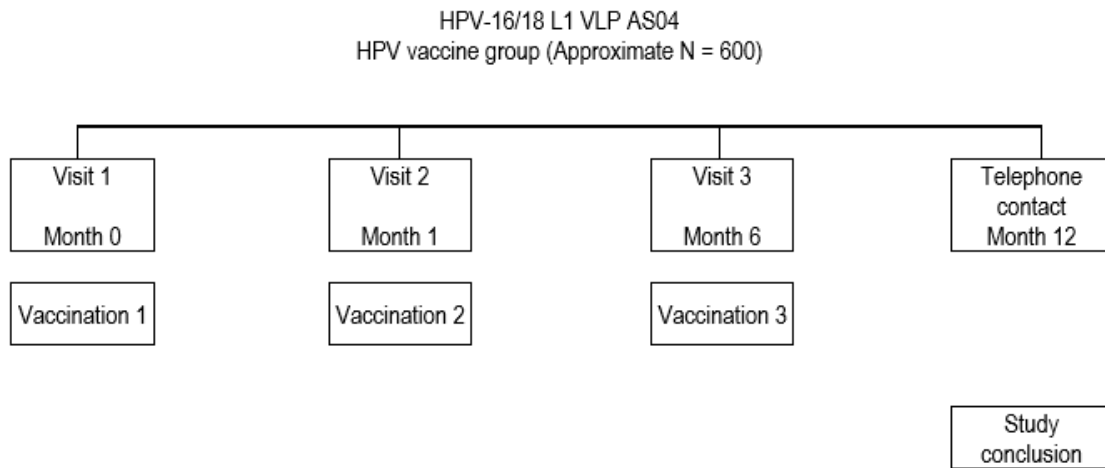 HPV-16/18 L1 VLP AS04
HPV vaccine group (Approximate N = 600)
Visit 1
Month 0
Visit 2
Month 1
Visit 3
Month 6
Telephone
contact
Month 12
Vaccination 1
Vaccination 2
Vaccination 3
Study
conclusion